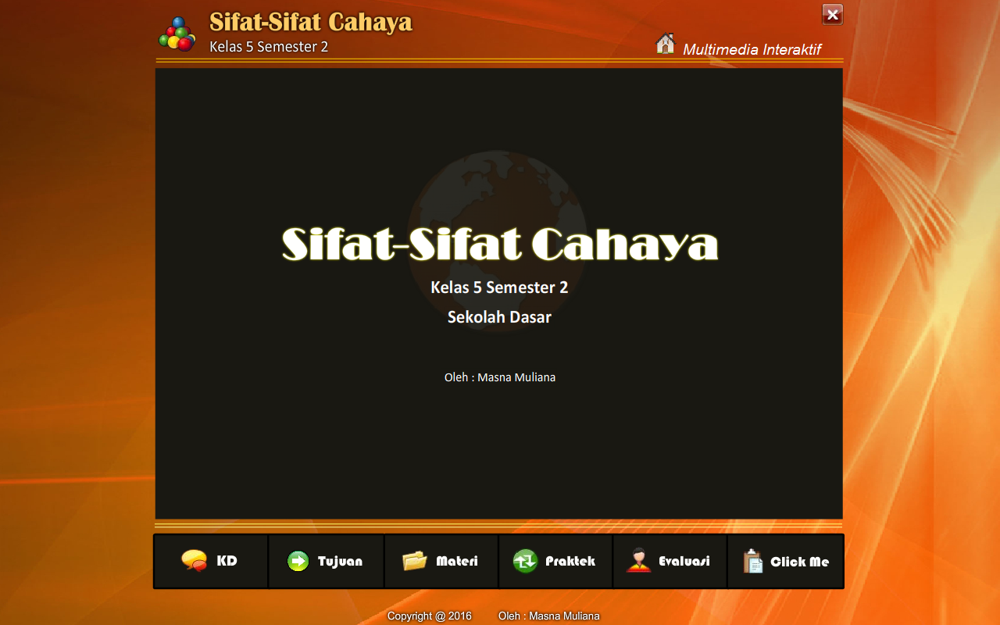 Sifat-Sifat Cahaya
Kelas 5 Semester 2
Multimedia Interaktif
Sifat-Sifat Cahaya
Kelas 5 Semester 2
Sekolah Dasar
Oleh : Masna Muliana
KD
Tujuan
Materi
Praktek
Evaluasi
Click Me
Copyright @ 2016 Oleh : Masna Muliana